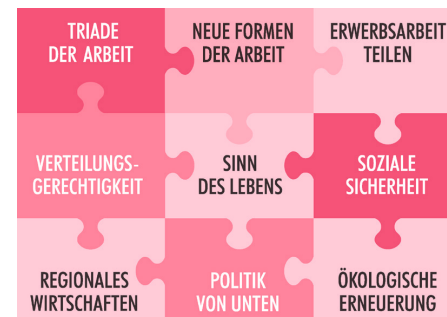 TRIADE
DER ARBEIT
NEUE FORMEN
DER ARBEIT
ERWERBSARBEIT
TEILEN
VERTEILUNGS-
GERECHTIGKEIT
SINN
DES LEBENS
SOZIALE
SICHERHEIT
REGIONALES
WIRTSCHAFTEN
POLITIK
VON UNTEN
ÖKOLOGISCHE
ERNEUERUNG